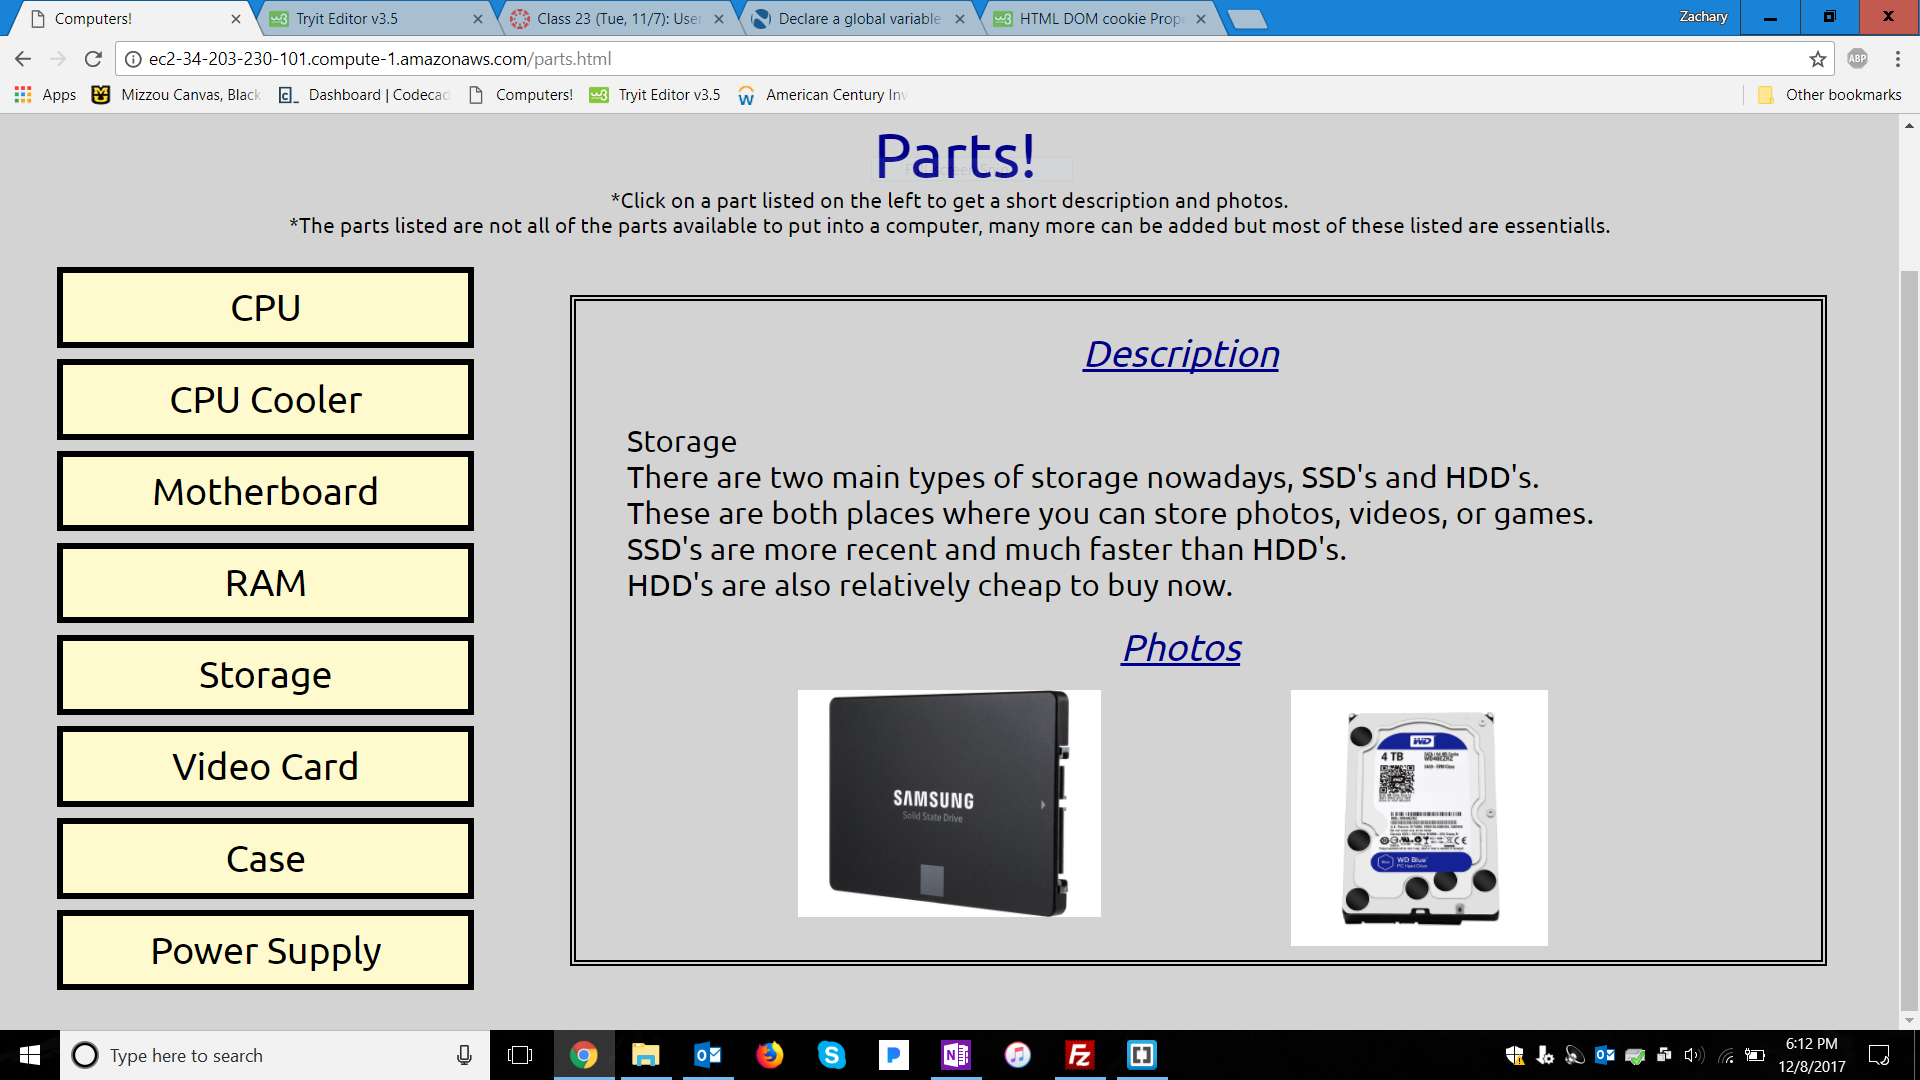 Computers!
Tryit Editor v3.5
Class 23 (Tue, 11/7): User
Declare a global variable
HTML DOM cookie Prope
Zachary
ec2-34-203-230-101.compute-1.amazonaws.com/parts.html
ABP
Apps
Mizzou Canvas, Black
Dashboard | Codecad
Computers!
Tryit Editor v3.5
American Century Inv
Other bookmarks
Parts!
*Click on a part listed on the left to get a short description and photos.
*The parts listed are not all of the parts available to put into a computer, many more can be added but most of these listed are essentialls.
CPU
CPU Cooler
Motherboard
RAM
Storage
Video Card
Case
Power Supply
Description
Storage
There are two main types of storage nowadays, SSD's and HDD's.
These are both places where you can store photos, videos, or games.
SSD's are more recent and much faster than HDD's.
HDD's are also relatively cheap to buy now.
Photos
SAMSUNG
Solid State Drive
WD
4 TB
WD40EZRZ
WD Blue
PC Hard Drive
Type here to search
6:12 PM
12/8/2017